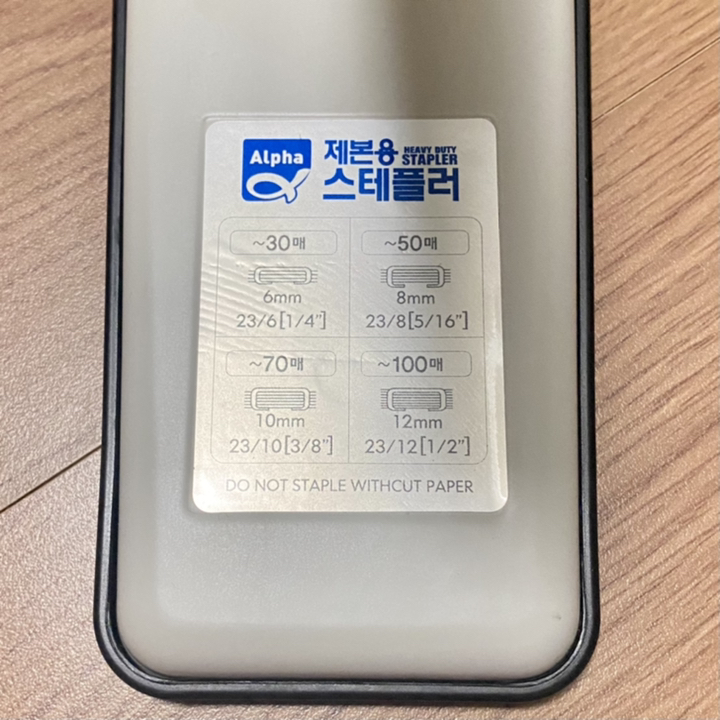 Alpha
제본용 HEAVY DUTY STAPLER
스테플러
~30매
~50매
6mm
8mm
23/6[1/4"]
23/8[5/16"]
~70매
~100매
10mm
12mm
23/10[3/8"]
23/12[1/2"]
DO NOT STAPLE WITHCUT PAPER